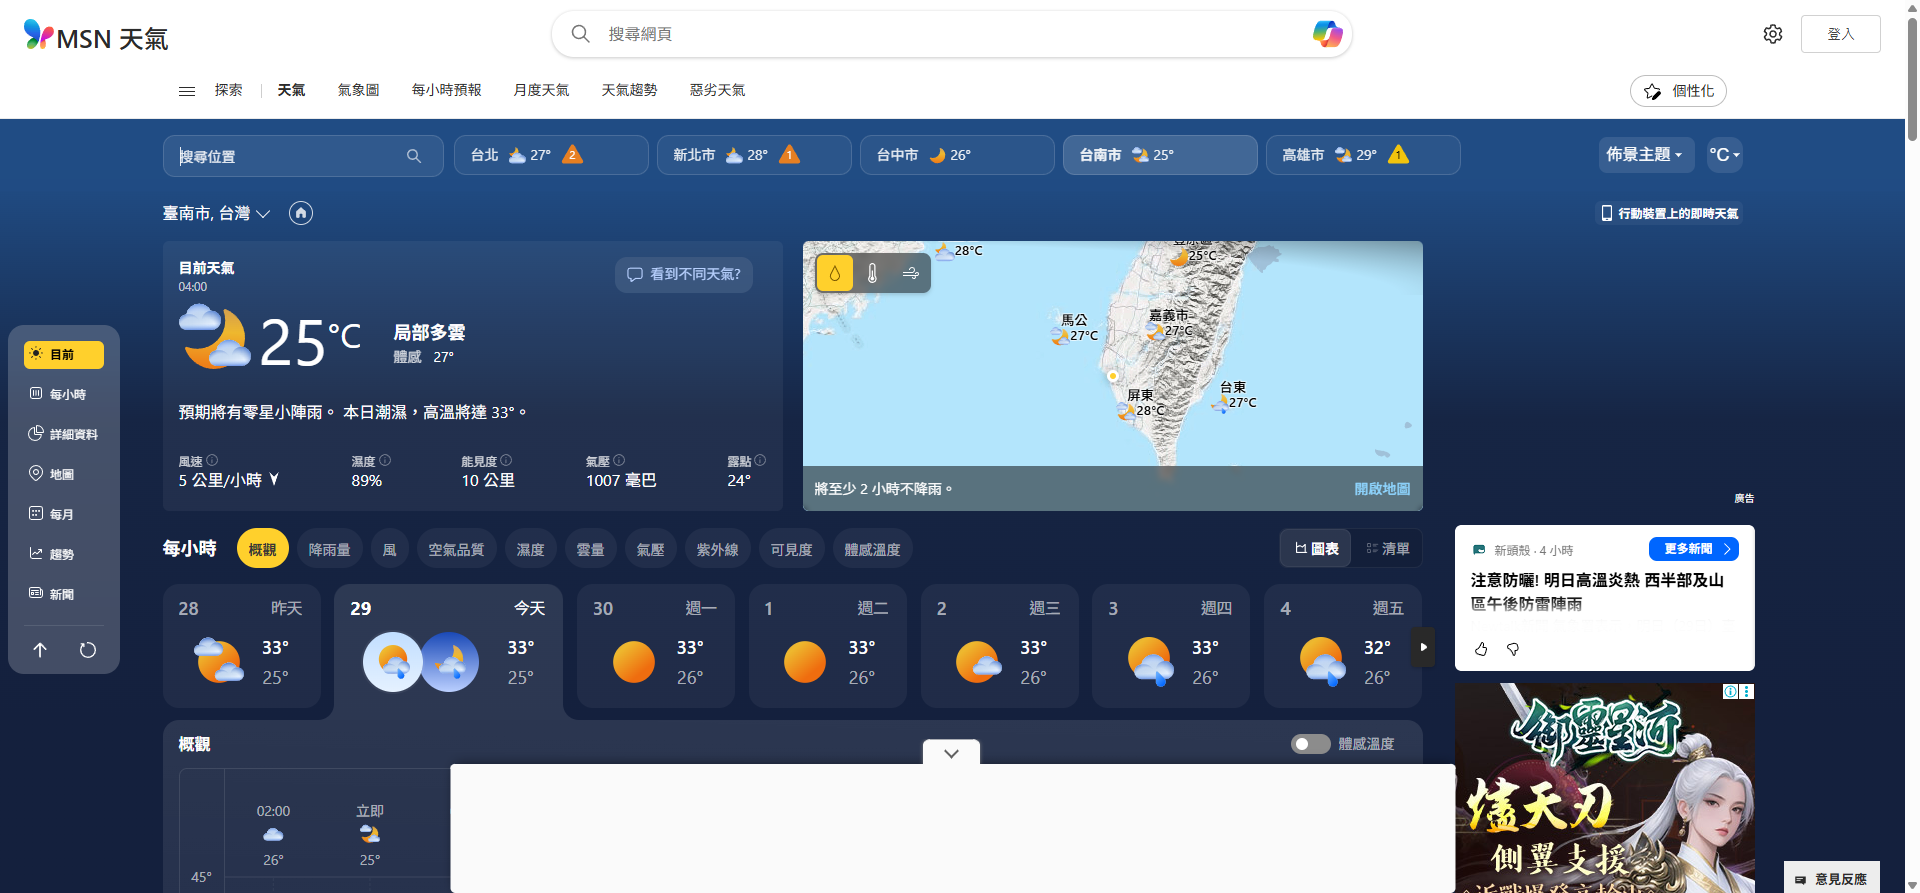 MSN 天氣
搜尋網頁
登入
探索
天氣
氣象圖
每小時預報
月度天氣
天氣趨勢
惡劣天氣
個性化
搜尋位置
台北 27° 2
新北市 28° 1
台中市 26°
台南市 25°
高雄市 29° 1
佈景主題
°C
臺南市, 台灣
行動裝置上的即時天氣
目前天氣
04:00
看到不同天氣?
25°C
局部多雲
體感 27°
預期將有零星小陣雨。 本日潮濕，高溫將達 33°。
風速
5 公里/小時
濕度
89%
能見度
10 公里
氣壓
1007 毫巴
露點
24°
28°C
25°C
馬公
27°C
嘉義市
27°C
屏東
28°C
台東
27°C
將至少 2 小時不降雨。
開啟地圖
目前
每小時
詳細資料
地圖
每月
趨勢
新聞
廣告
每小時
概觀
降雨量
風
空氣品質
濕度
雲量
氣壓
紫外線
可見度
體感溫度
圖表
清單
28 昨天
33°
25°
29 今天
33°
25°
30 週一
33°
26°
1 週二
33°
26°
2 週三
33°
26°
3 週四
33°
26°
4 週五
32°
26°
新頭殼 · 4 小時
更多新聞
注意防曬! 明日高溫炎熱 西半部及山
區午後防雷陣雨
概觀
體感溫度
02:00
26°
立即
25°
45°
御靈星河
燼天刃
側翼支援
意見反應